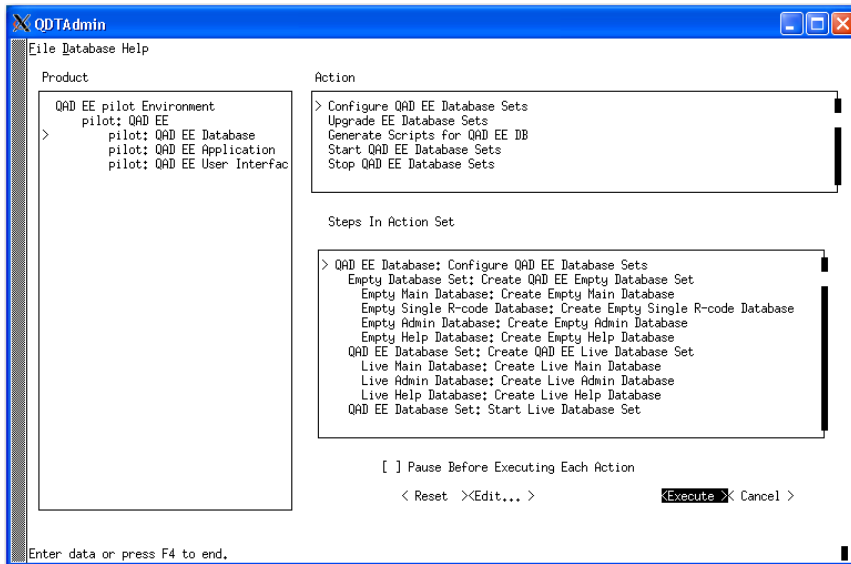 QDTAdmin
File Database Help
Product
QAD EE pilot Environment
pilot: QAD EE
> pilot: QAD EE Database
pilot: QAD EE Application
pilot: QAD EE User Interfac
Action
> Configure QAD EE Database Sets
Upgrade EE Database Sets
Generate Scripts for QAD EE DB
Start QAD EE Database Sets
Stop QAD EE Database Sets
Steps In Action Set
> QAD EE Database: Configure QAD EE Database Sets
Empty Database Set: Create QAD EE Empty Database Set
Empty Main Database: Create Empty Main Database
Empty Single R-code Database: Create Empty Single R-code Database
Empty Admin Database: Create Empty Admin Database
Empty Help Database: Create Empty Help Database
QAD EE Database Set: Create QAD EE Live Database Set
Live Main Database: Create Live Main Database
Live Admin Database: Create Live Admin Database
Live Help Database: Create Live Help Database
QAD EE Database Set: Start Live Database Set
[ ] Pause Before Executing Each Action
< Reset ><Edit... > <Execute >< Cancel >
Enter data or press F4 to end.